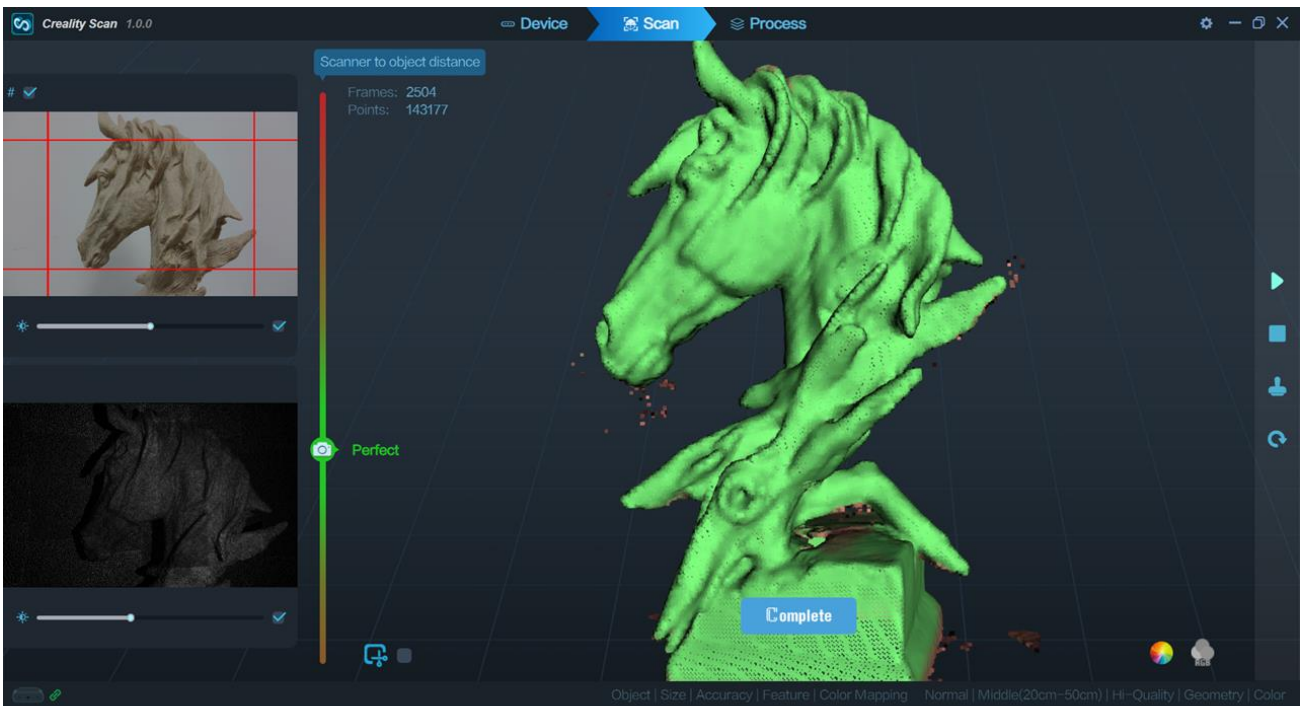 Creality Scan 1.0.0
Device
Scan
Process
#
Scanner to object distance
Frames: 2504
Points: 143177
Perfect
Complete
RGB
Object | Size | Accuracy | Feature | Color Mapping Normal | Middle(20cm-50cm) | Hi-Quality | Geometry | Color